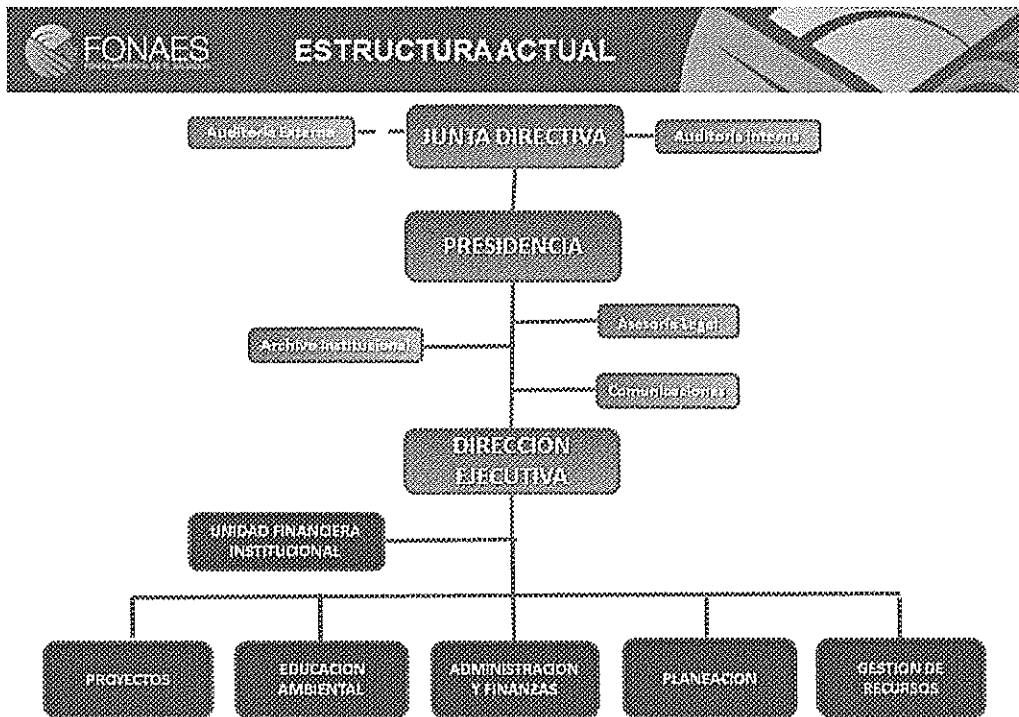 FONAES
ESTRUCTURA ACTUAL
Auditoría Externa
JUNTA DIRECTIVA
Auditoría Interna
PRESIDENCIA
Asesoría Legal
Archivo Institucional
Comunicaciones
DIRECCION
EJECUTIVA
UNIDAD FINANCIERA
INSTITUCIONAL
PROYECTOS
EDUCACION
AMBIENTAL
ADMINISTRACION
Y FINANZAS
PLANEACION
GESTION DE
RECURSOS